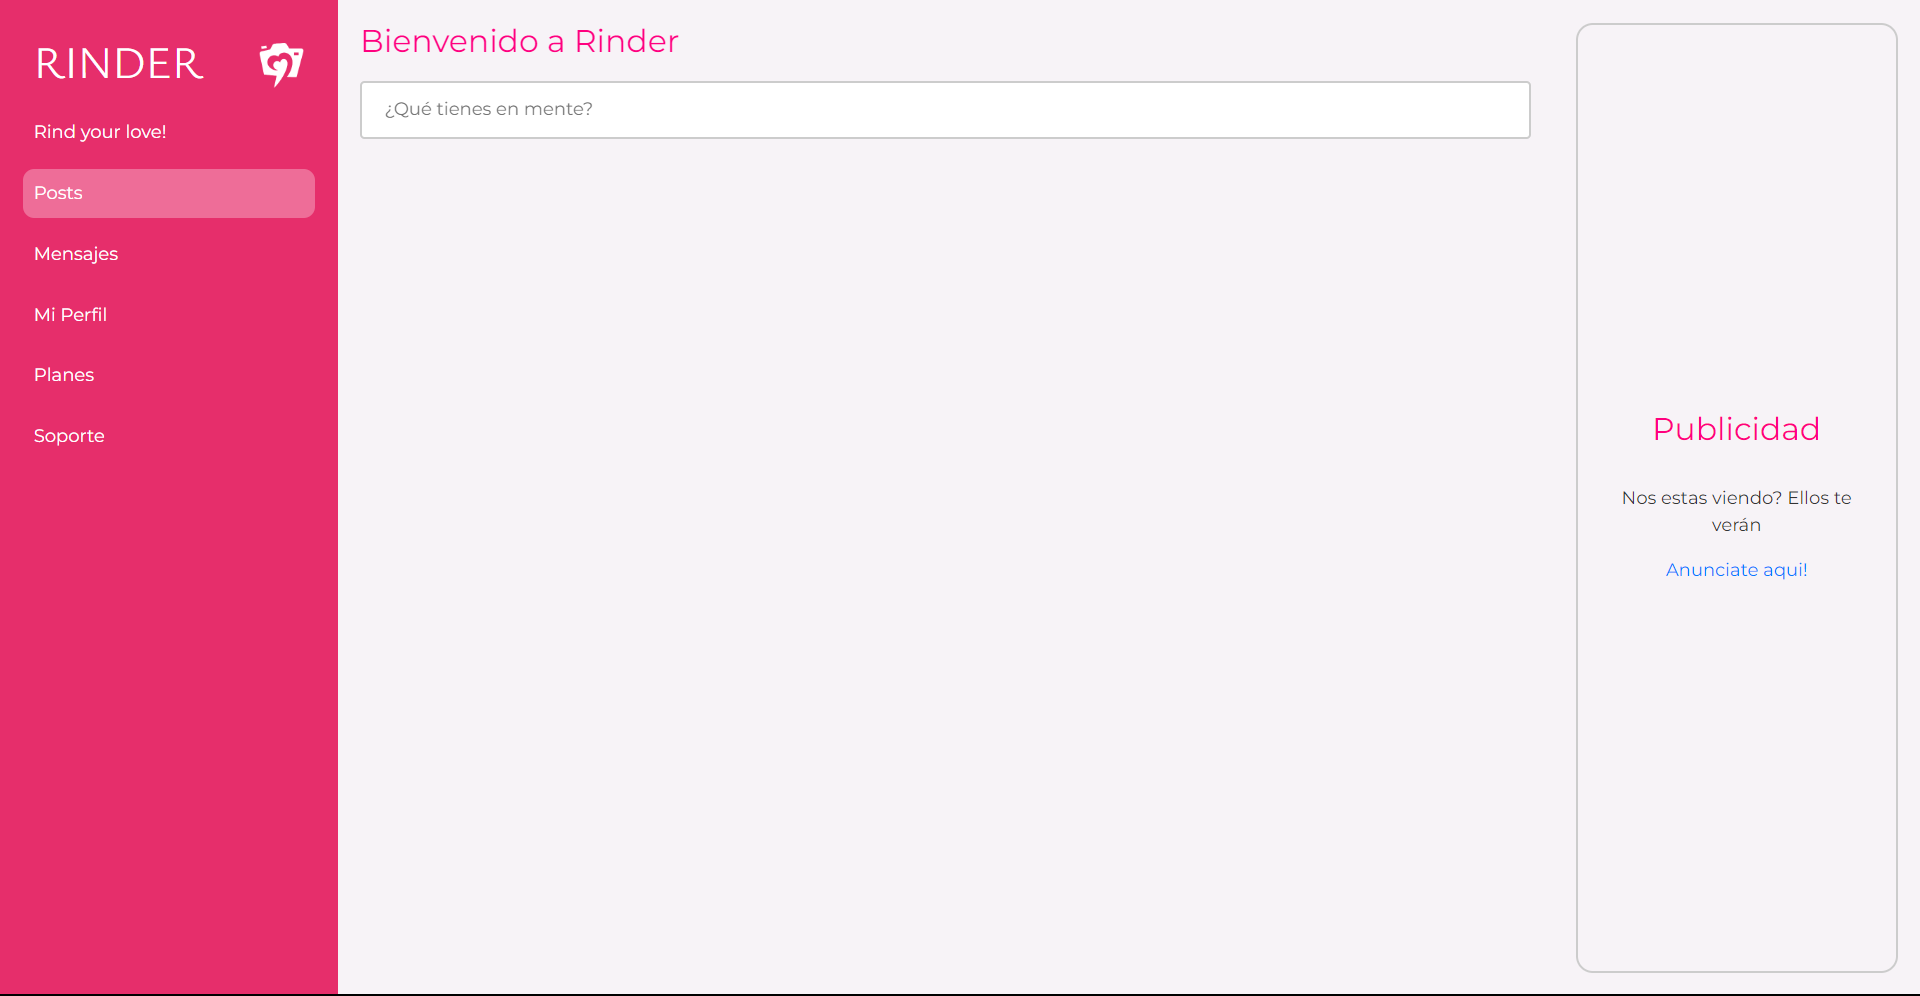 RINDER
Rind your love!
Posts
Mensajes
Mi Perfil
Planes
Soporte
Bienvenido a Rinder
¿Qué tienes en mente?
Publicidad
Nos estas viendo? Ellos te
verán
Anunciate aqui!